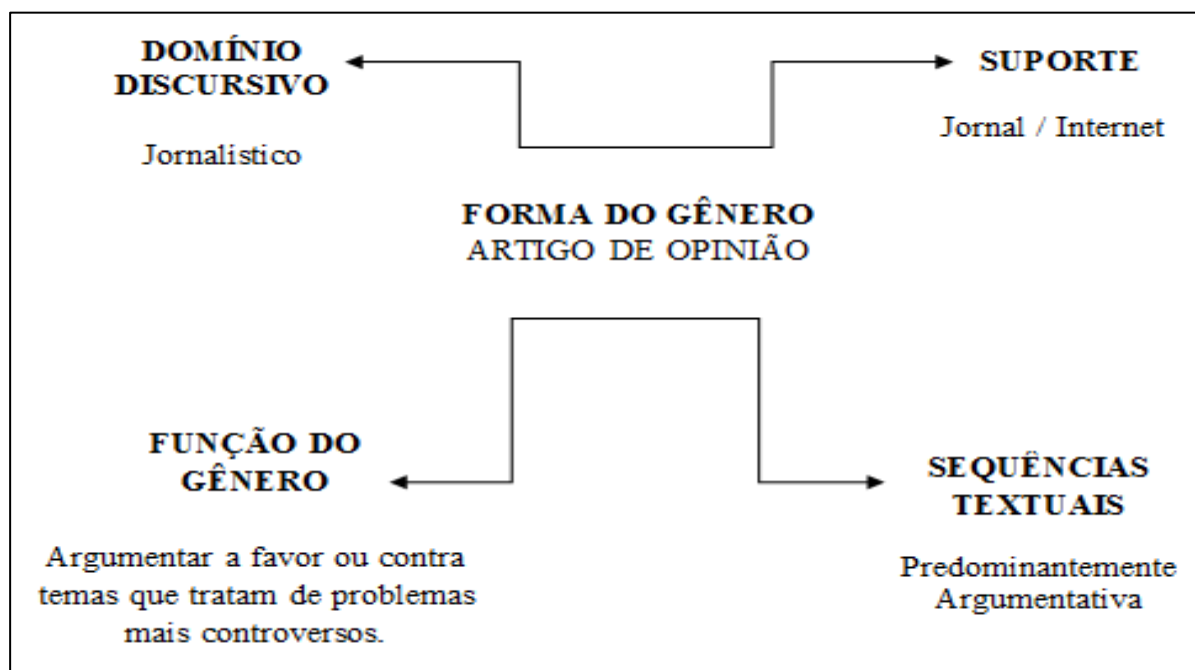 DOMÍNIO
DISCURSIVO
Jornalistico
SUPORTE
Jornal / Internet
FORMA DO GÊNERO
ARTIGO DE OPINIÃO
FUNÇÃO DO
GÊNERO
Argumentar a favor ou contra
temas que tratam de problemas
mais controversos.
SEQUÊNCIAS
TEXTUAIS
Predominantemente
Argumentativa